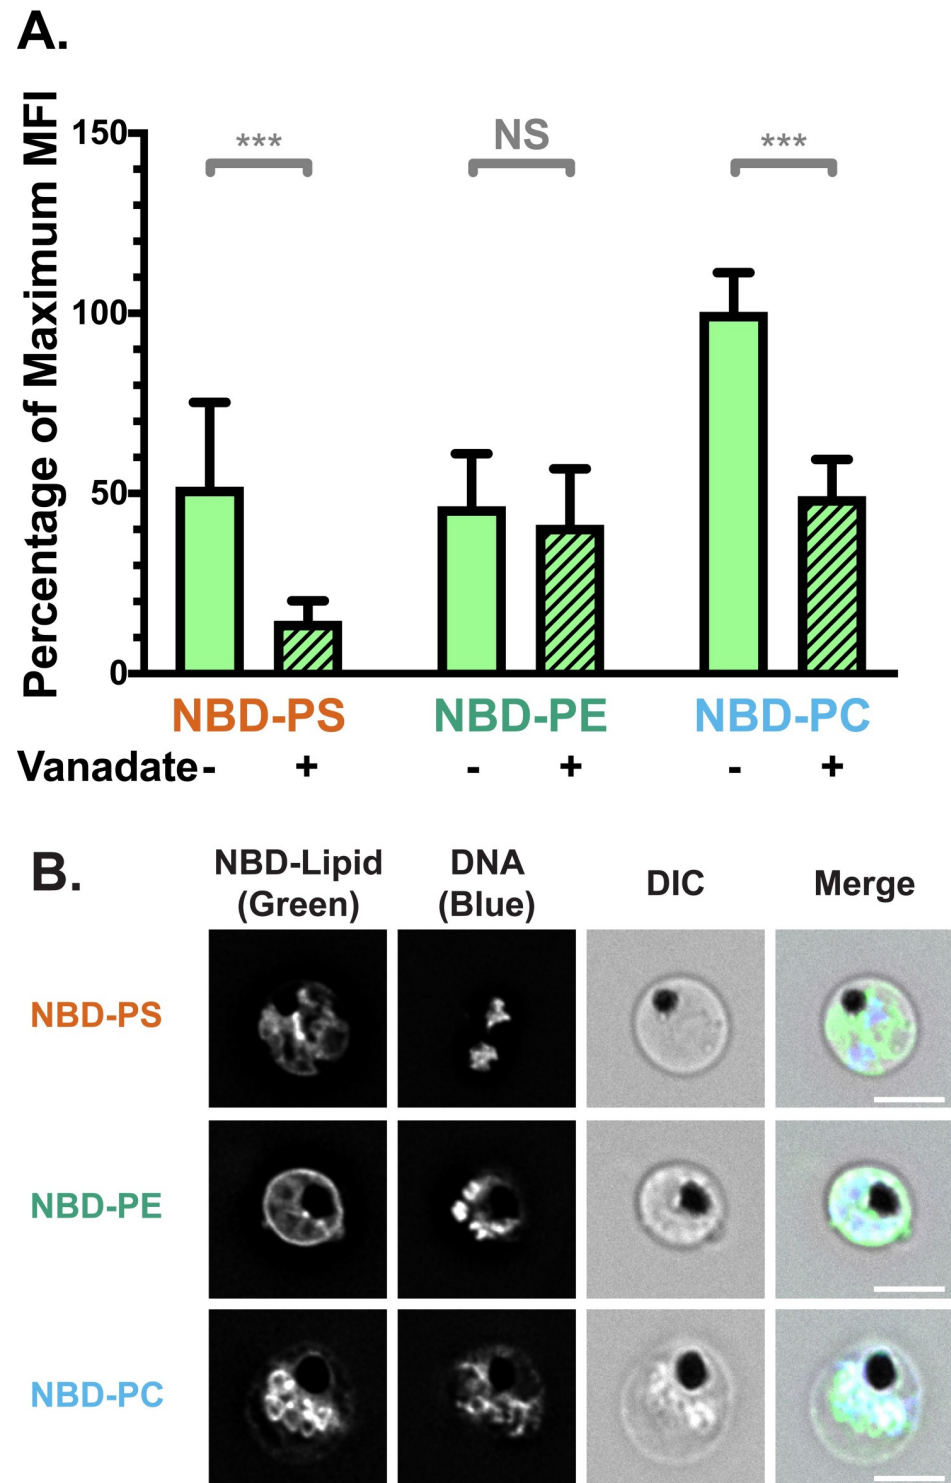 A.
Percentage of Maximum MFI
150
100
50
0
***
NS
***
NBD-PS
NBD-PE
NBD-PC
Vanadate - + - + - +
B.
NBD-Lipid
(Green)
DNA
(Blue)
DIC
Merge
NBD-PS
NBD-PE
NBD-PC